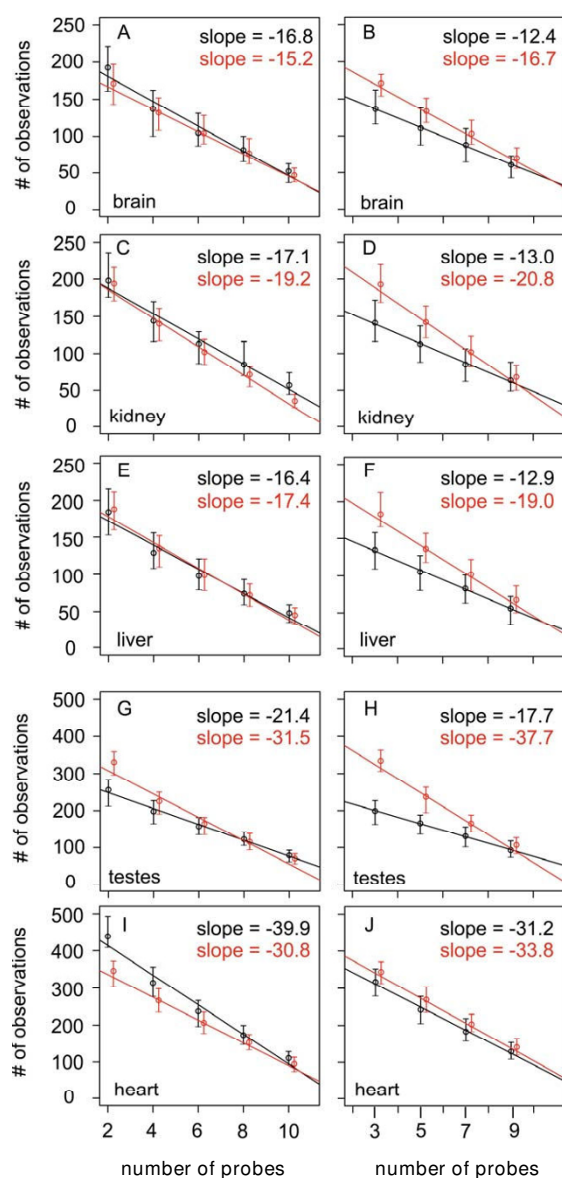 A slope = -16.8
slope = -15.2
B slope = -12.4
slope = -16.7
# of observations
250
200
150
100
50
0
brain
brain
C slope = -17.1
slope = -19.2
D slope = -13.0
slope = -20.8
# of observations
250
200
150
100
50
0
kidney
kidney
E slope = -16.4
slope = -17.4
F slope = -12.9
slope = -19.0
# of observations
250
200
150
100
50
0
liver
liver
G slope = -21.4
slope = -31.5
H slope = -17.7
slope = -37.7
# of observations
500
400
300
200
100
0
testes
testes
I slope = -39.9
slope = -30.8
J slope = -31.2
slope = -33.8
# of observations
500
400
300
200
100
0
heart
heart
2 4 6 8 10
3 5 7 9
number of probes
number of probes